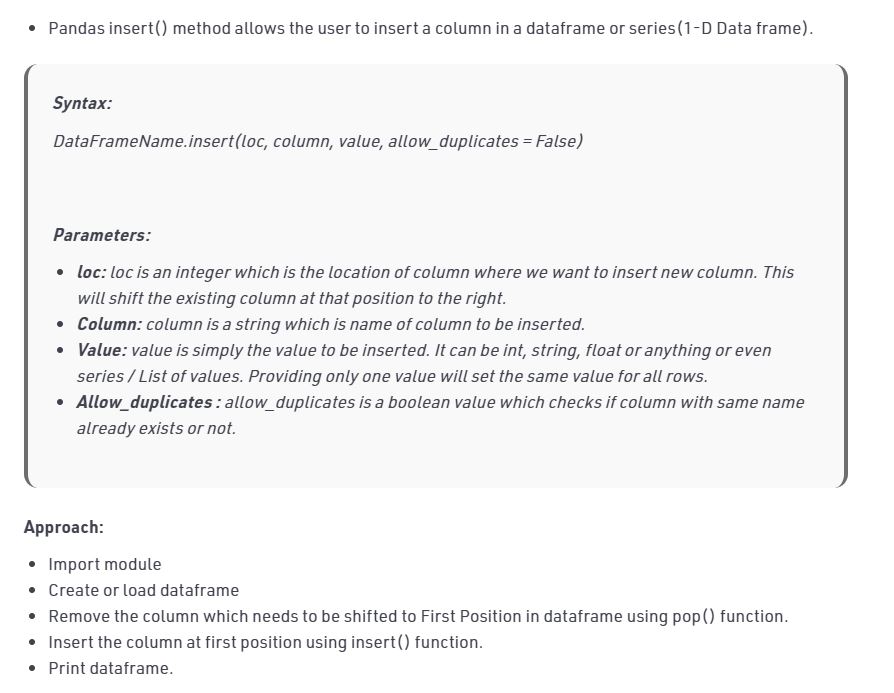 • Pandas insert() method allows the user to insert a column in a dataframe or series(1-D Data frame).
Syntax:
DataFrameName.insert(loc, column, value, allow_duplicates = False)
Parameters:
• loc: loc is an integer which is the location of column where we want to insert new column. This
will shift the existing column at that position to the right.
• Column: column is a string which is name of column to be inserted.
• Value: value is simply the value to be inserted. It can be int, string, float or anything or even
series / List of values. Providing only one value will set the same value for all rows.
• Allow_duplicates : allow_duplicates is a boolean value which checks if column with same name
already exists or not.
Approach:
• Import module
• Create or load dataframe
• Remove the column which needs to be shifted to First Position in dataframe using pop() function.
• Insert the column at first position using insert() function.
• Print dataframe.